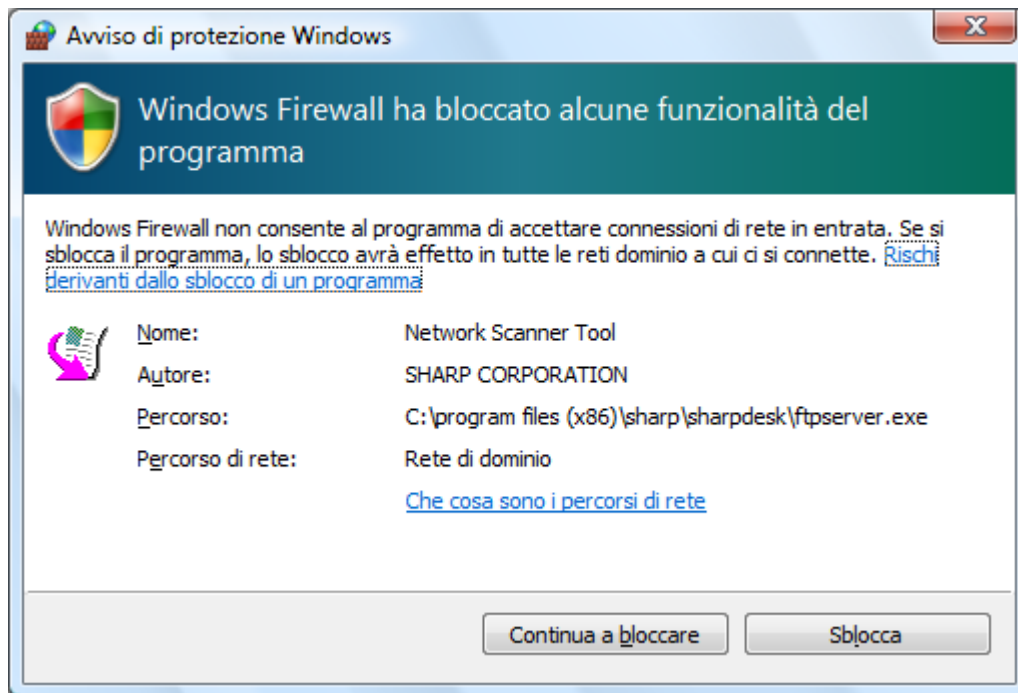 Avviso di protezione Windows
Windows Firewall ha bloccato alcune funzionalità del
programma
Windows Firewall non consente al programma di accettare connessioni di rete in entrata. Se si
sblocca il programma, lo sblocco avrà effetto in tutte le reti dominio a cui ci si connette. Rischi
derivanti dallo sblocco di un programma
Nome: Network Scanner Tool
Autore: SHARP CORPORATION
Percorso: C:\program files (x86)\sharp\sharpdesk\ftpserver.exe
Percorso di rete: Rete di dominio
Che cosa sono i percorsi di rete
Continua a bloccare Sblocca